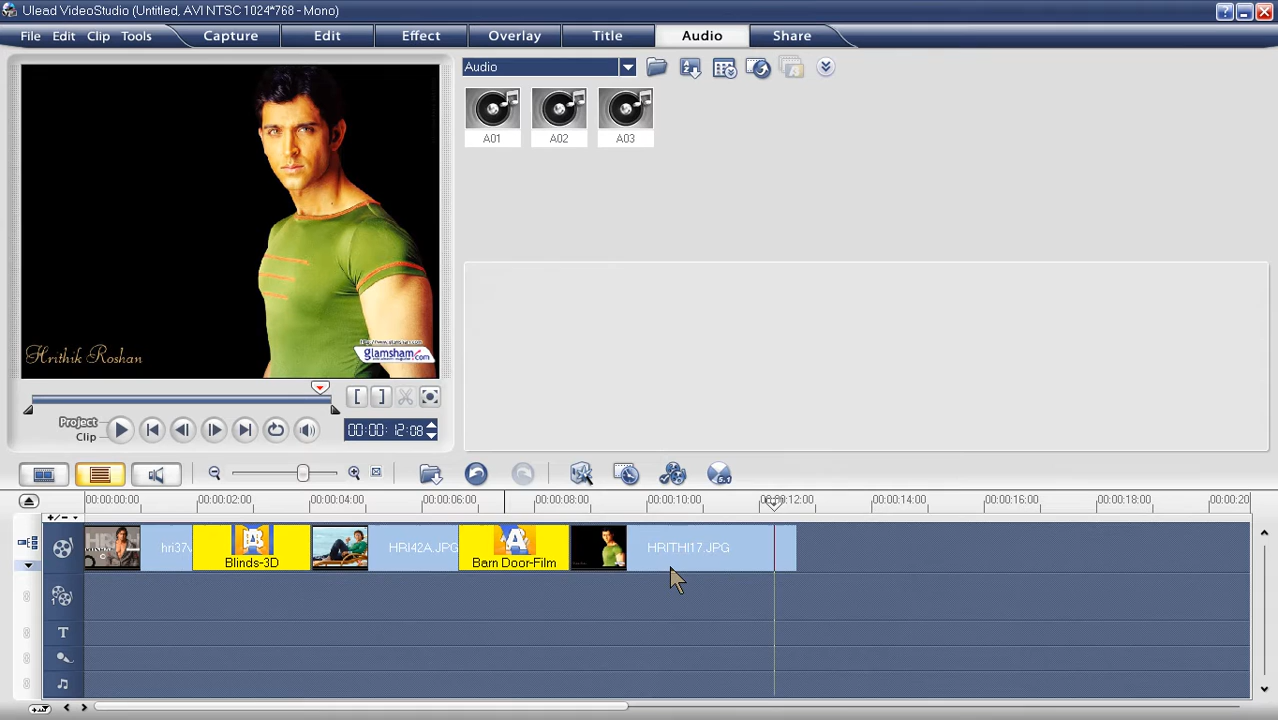 Ulead VideoStudio (Untitled, AVI NTSC 1024*768 - Mono)
File Edit Clip Tools Capture Edit Effect Overlay Title Audio Share
Audio
A01 A02 A03
Hrithik Roshan
glamsham.com
Project
Clip
00:00:12:08
5.1
00:00:00:00 00:00:02:00 00:00:04:00 00:00:06:00 00:00:08:00 00:00:10:00 00:00:12:00 00:00:14:00 00:00:16:00 00:00:18:00 00:00:20
hri37v HRI42A.JPG HRITHI17.JPG
Blinds-3D Barn Door-Film
T